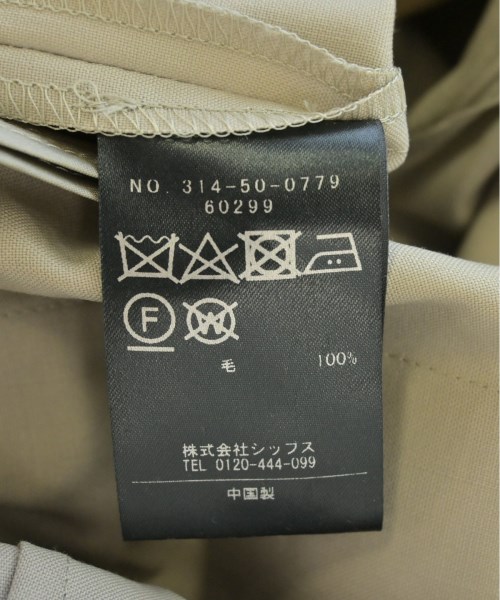 NO. 314-50-0779
60299
F W
毛 100%
株式会社シップス
TEL 0120-444-099
中国製